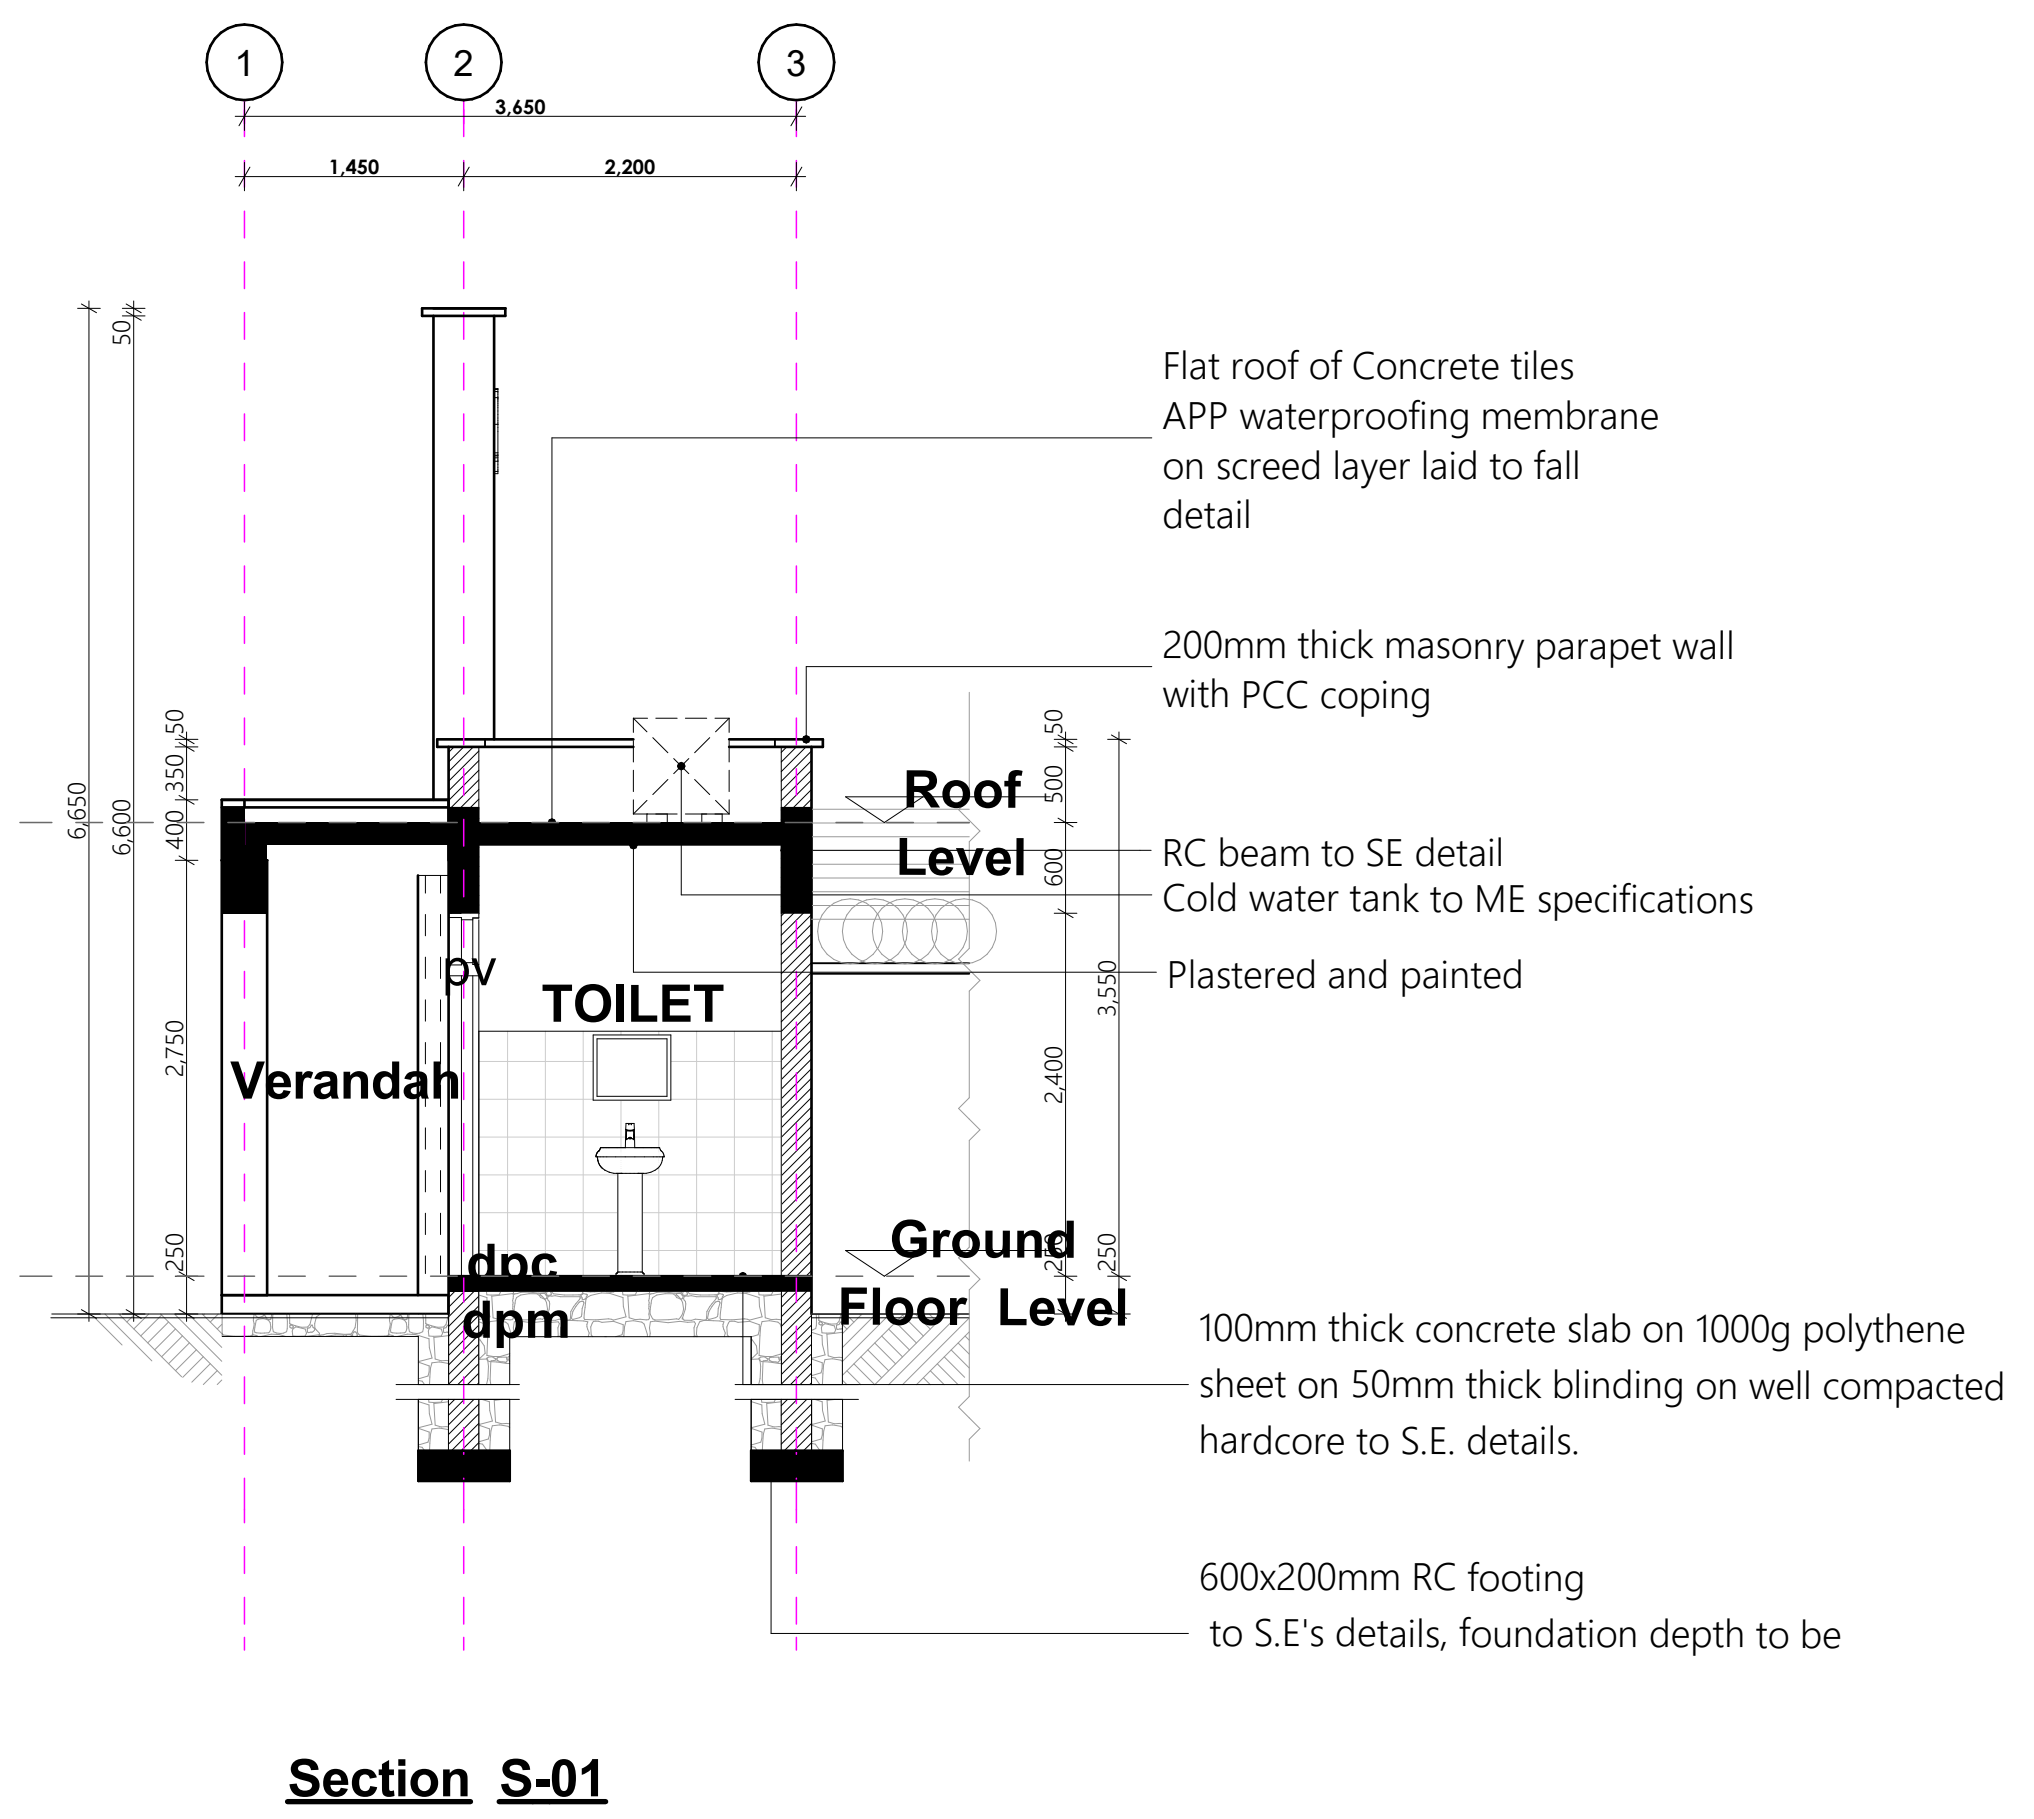 1
2
3
3,650
1,450
2,200
50
6,650
6,600
50
350
400
2,750
250
Flat roof of Concrete tiles
APP waterproofing membrane
on screed layer laid to fall
detail
200mm thick masonry parapet wall
with PCC coping
50
500
600
2,400
250
3,550
250
Roof
Level
RC beam to SE detail
Cold water tank to ME specifications
Plastered and painted
pv
TOILET
Verandah
dpc
dpm
Ground
Floor Level
100mm thick concrete slab on 1000g polythene
sheet on 50mm thick blinding on well compacted
hardcore to S.E. details.
600x200mm RC footing
to S.E's details, foundation depth to be
Section S-01